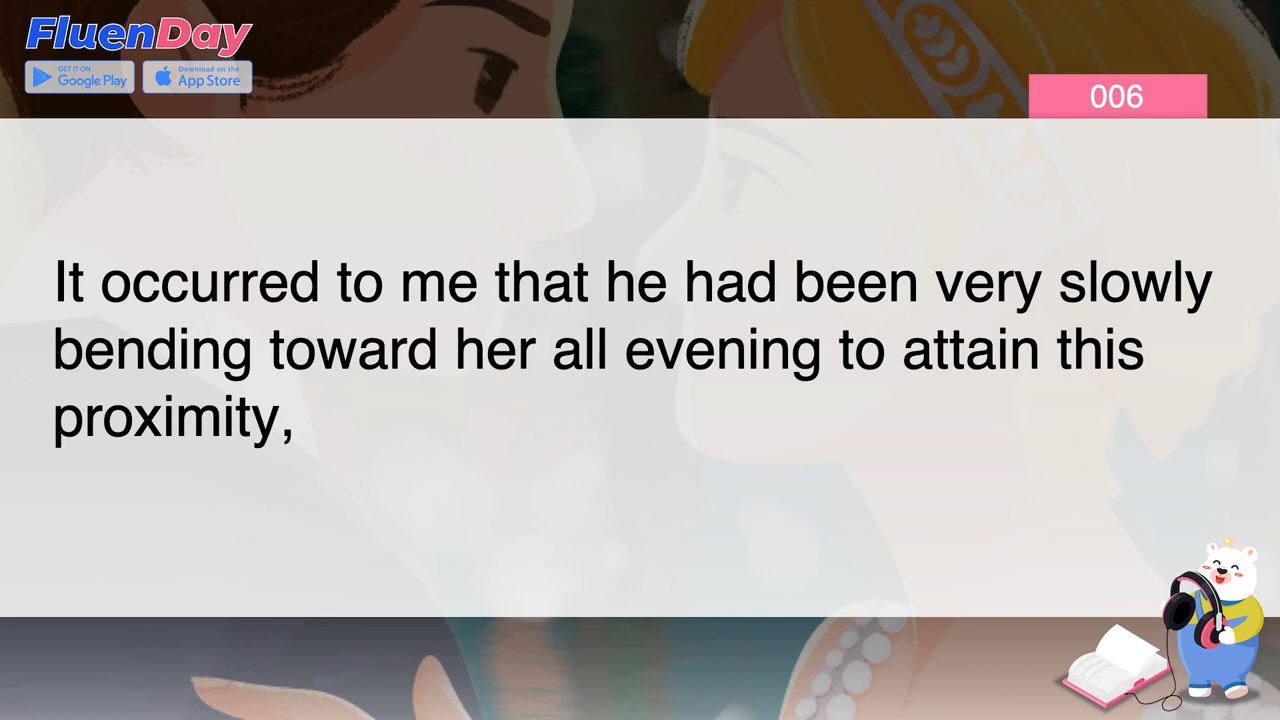 FluenDay
GET IT ON
Google Play
Download on the
App Store
006
It occurred to me that he had been very slowly
bending toward her all evening to attain this
proximity,